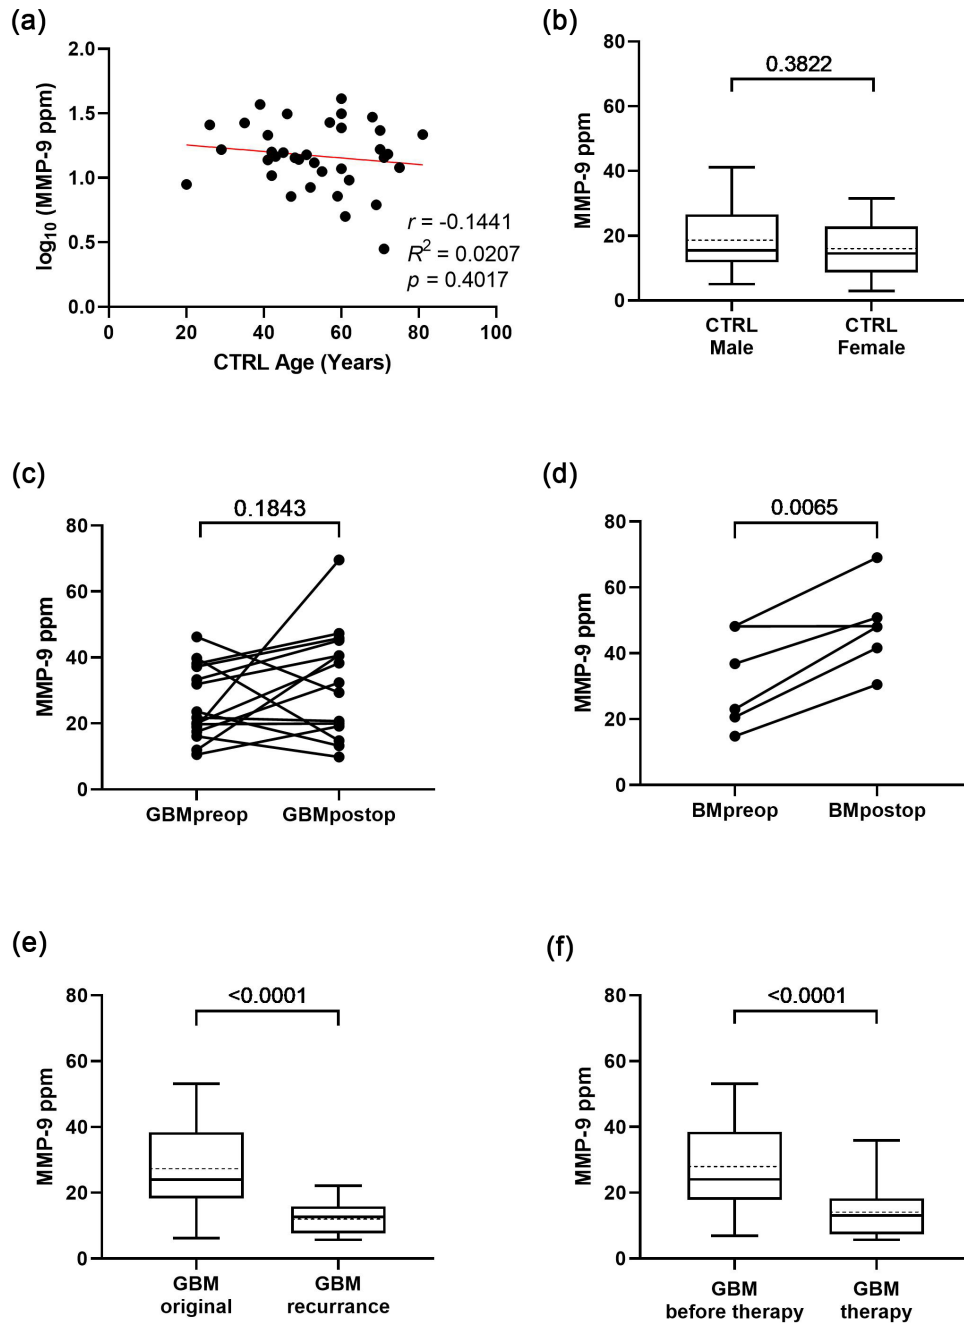 (a)
2.0
1.5
1.0
0.5
0.0
log10 (MMP-9 ppm)
r = -0.1441
R2 = 0.0207
p = 0.4017
0 20 40 60 80 100
CTRL Age (Years)
(b)
80
60
40
20
0
MMP-9 ppm
0.3822
CTRL Male
CTRL Female
(c)
80
60
40
20
0
MMP-9 ppm
0.1843
GBMpreop GBMpostop
(d)
80
60
40
20
0
MMP-9 ppm
0.0065
BMpreop BMpostop
(e)
80
60
40
20
0
MMP-9 ppm
<0.0001
GBM original
GBM recurrance
(f)
80
60
40
20
0
MMP-9 ppm
<0.0001
GBM before therapy
GBM therapy